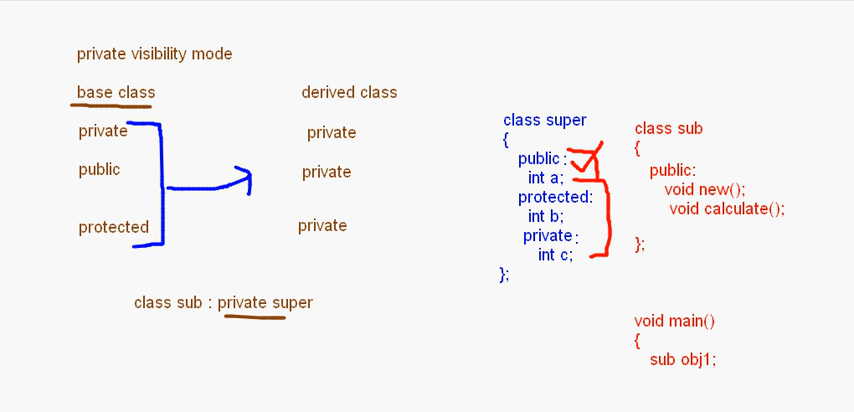 private visibility mode
base class
derived class
private
private
public
private
protected
private
class sub : private super
class super
{
public :
int a;
protected:
int b;
private :
int c;
};
class sub
{
public:
void new();
void calculate();
};
void main()
{
sub obj1;